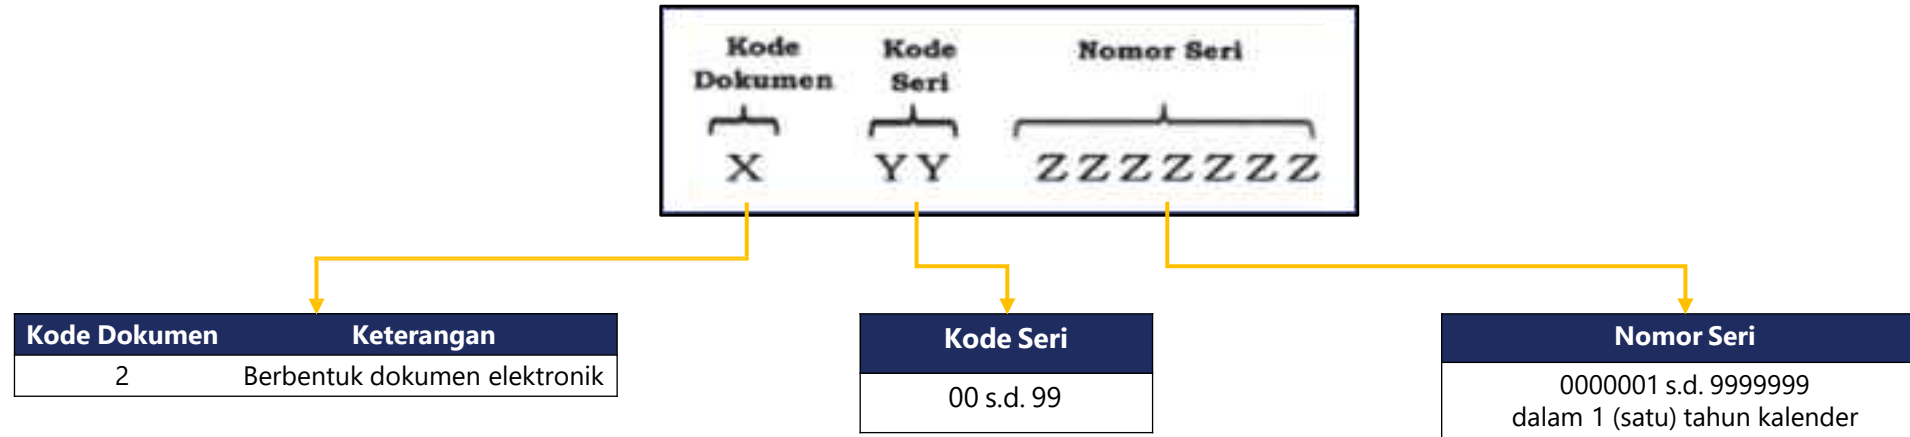 Kode Dokumen Kode Seri Nomor Seri
X YY ZZZZZZZ
Kode Dokumen Keterangan
2 Berbentuk dokumen elektronik
Kode Seri
00 s.d. 99
Nomor Seri
0000001 s.d. 9999999
dalam 1 (satu) tahun kalender